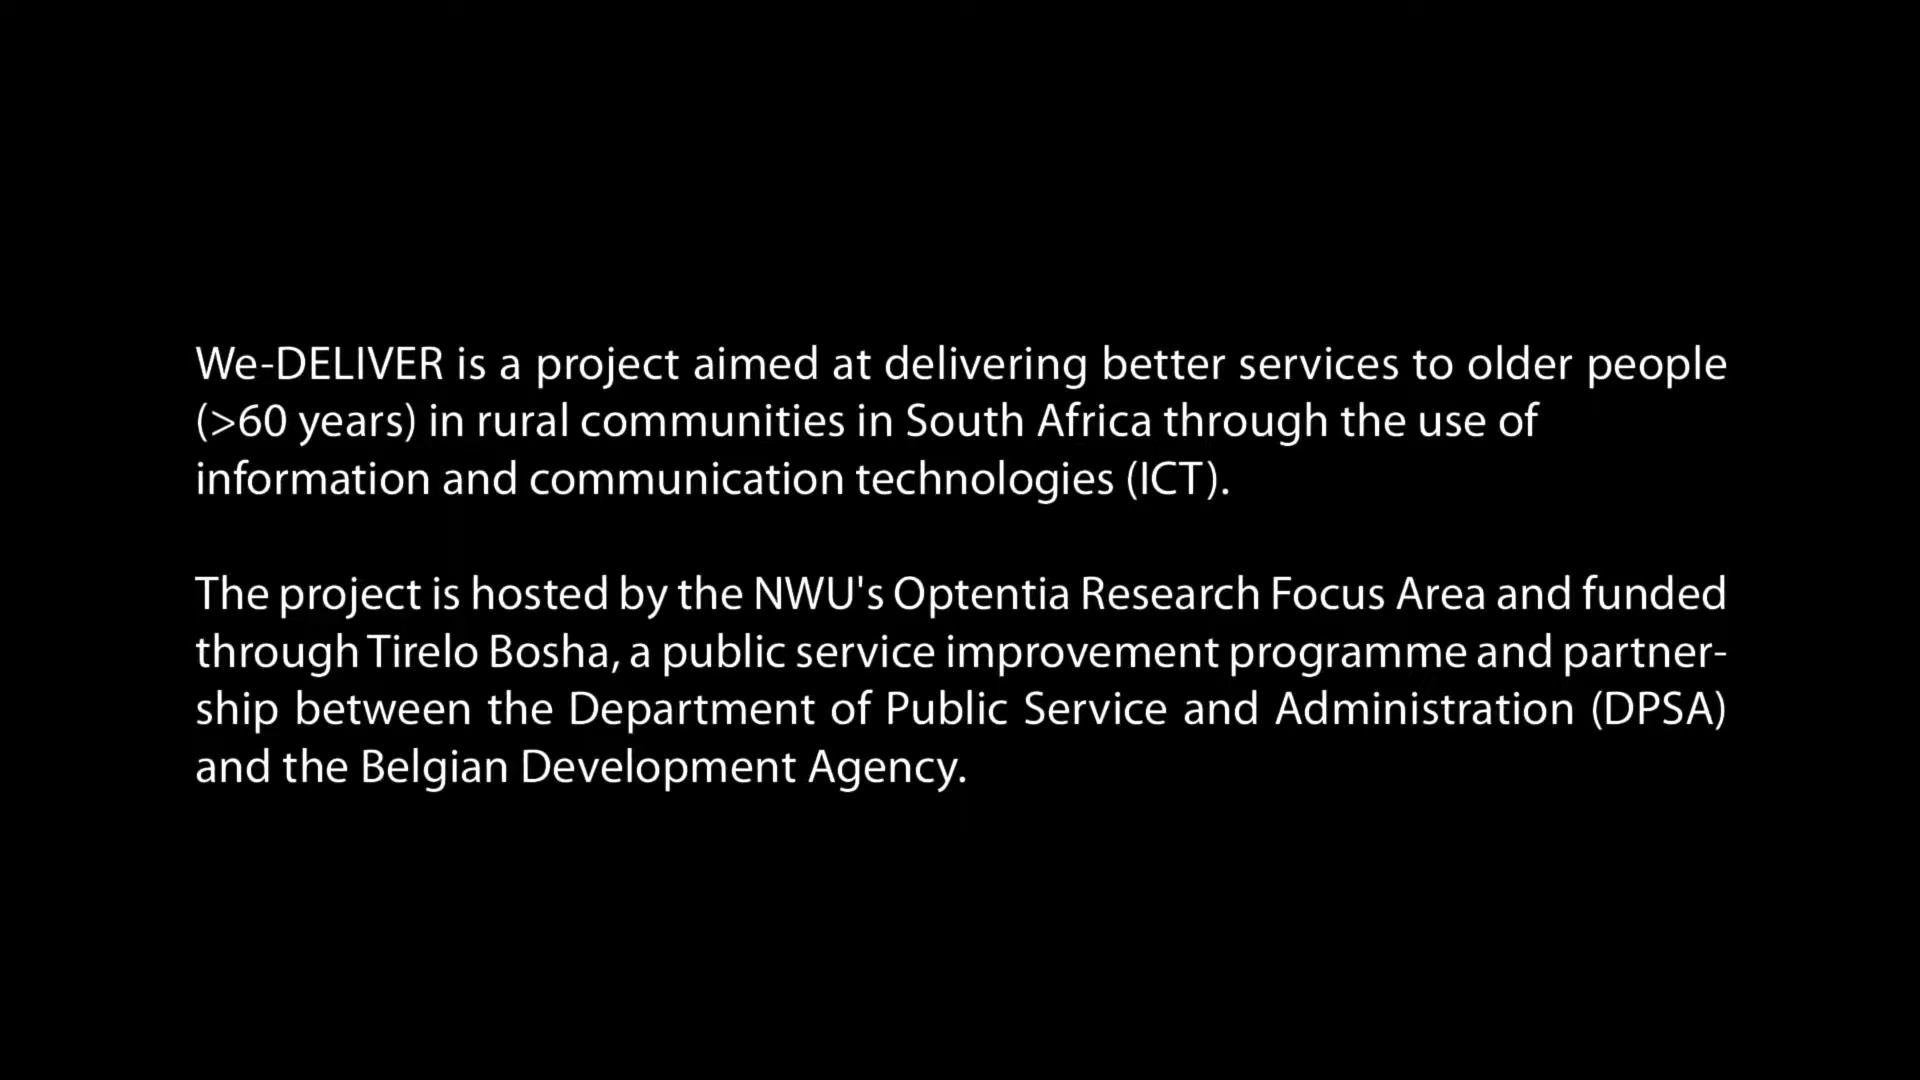 We-DELIVER is a project aimed at delivering better services to older people
(>60 years) in rural communities in South Africa through the use of
information and communication technologies (ICT).
The project is hosted by the NWU's Optentia Research Focus Area and funded
through Tirelo Bosha, a public service improvement programme and partner-
ship between the Department of Public Service and Administration (DPSA)
and the Belgian Development Agency.